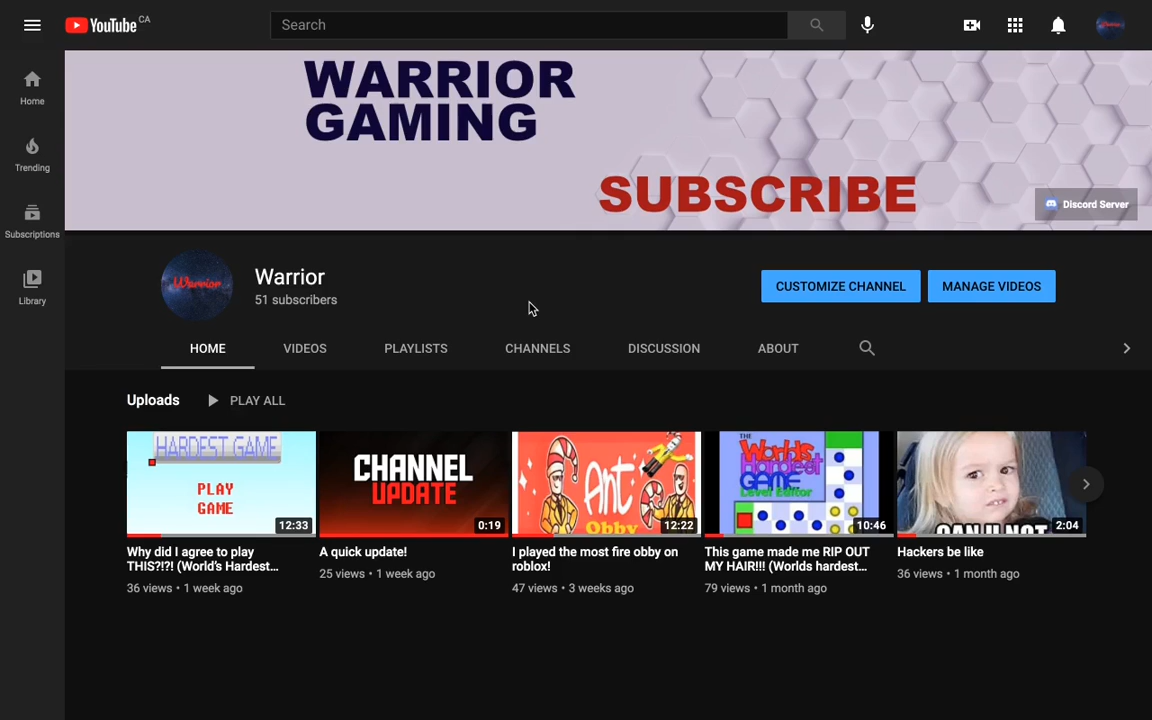 YouTube CA
Search
Home
Trending
Subscriptions
Library
WARRIOR
GAMING
SUBSCRIBE
Discord Server
Warrior
Warrior
51 subscribers
CUSTOMIZE CHANNEL
MANAGE VIDEOS
HOME
VIDEOS
PLAYLISTS
CHANNELS
DISCUSSION
ABOUT
Uploads
PLAY ALL
HARDEST GAME
PLAY
GAME
12:33
Why did I agree to play
THIS?!?! (World's Hardest...
36 views • 1 week ago
CHANNEL
UPDATE
0:19
A quick update!
25 views • 1 week ago
Ant
Obby
12:22
I played the most fire obby on
roblox!
47 views • 3 weeks ago
THE
Worlds
Hardest
GAME
Level Editor
10:46
This game made me RIP OUT
MY HAIR!!! (Worlds hardest...
79 views • 1 month ago
CAN U NOT
2:04
Hackers be like
36 views • 1 month ago